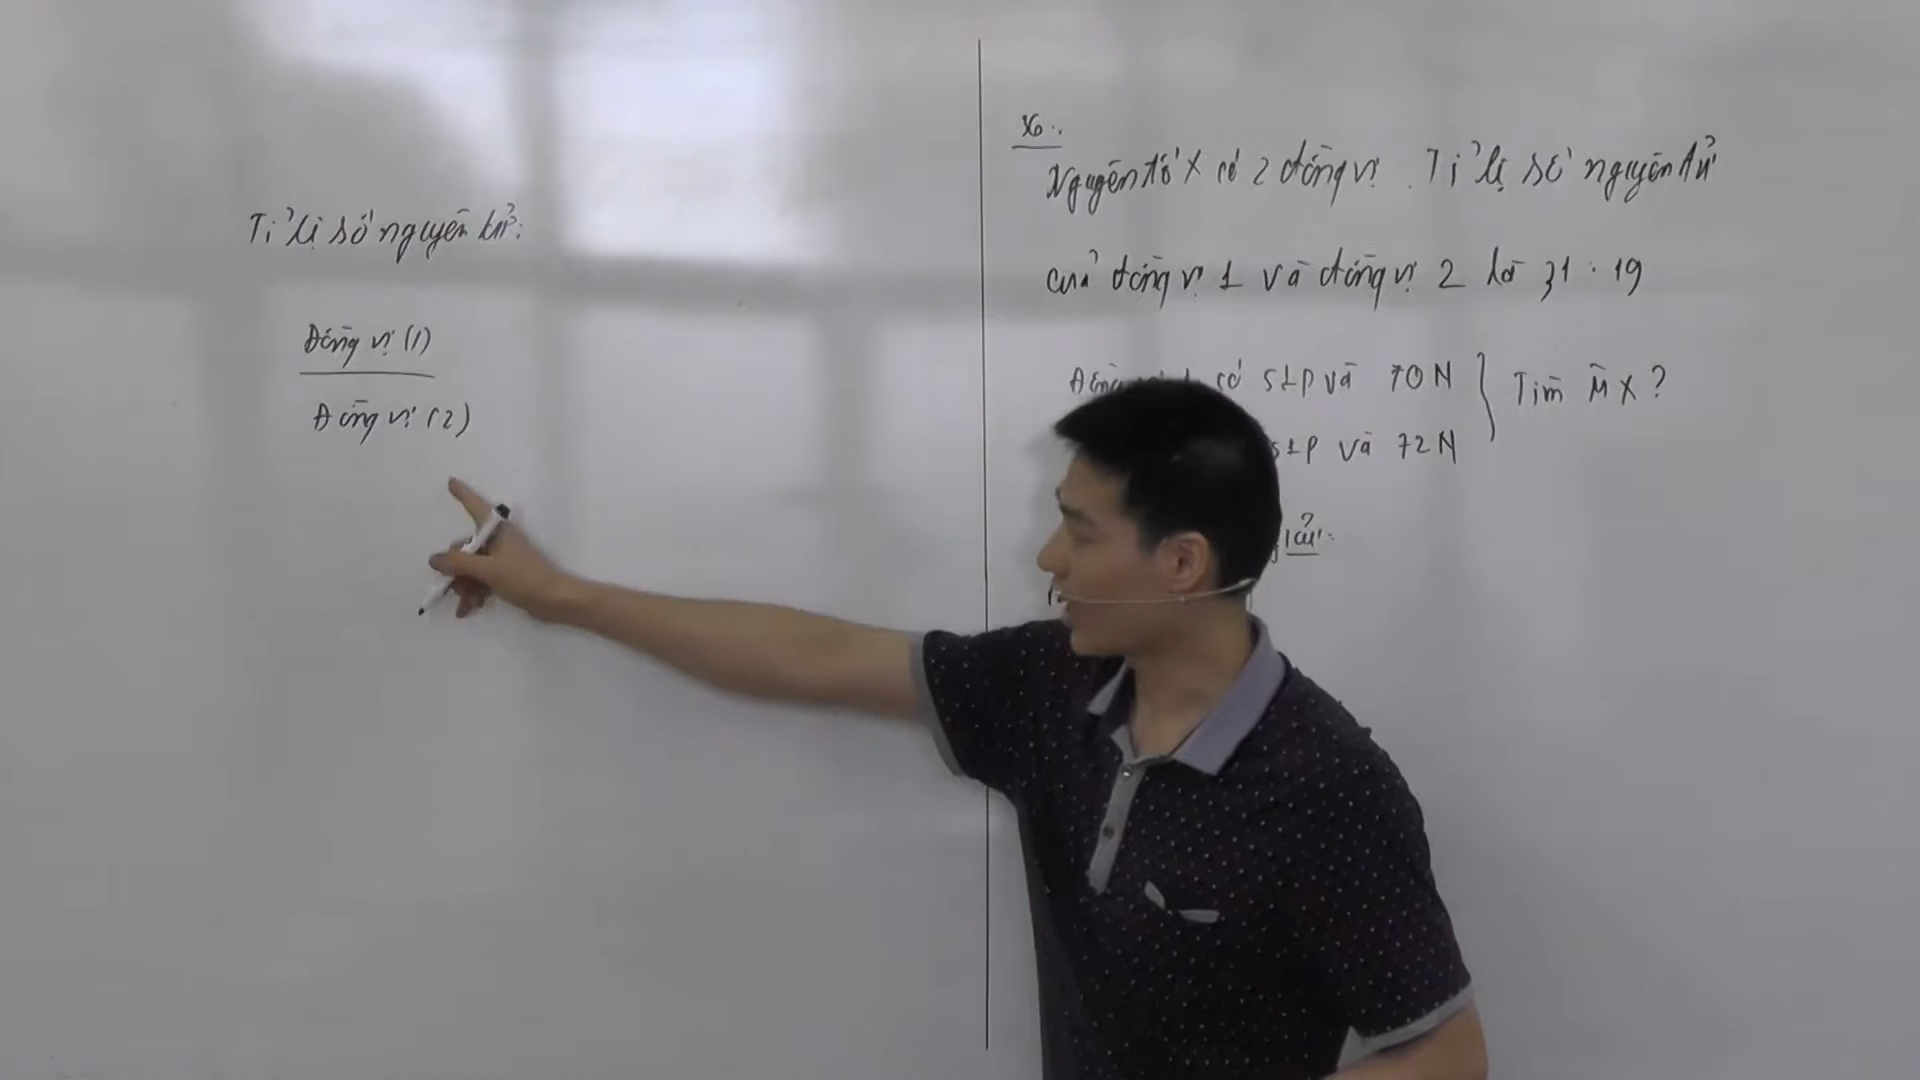 Tỉ lệ số nguyên tử:
Đồng vị (1)
Đồng vị (2)
VD:
Nguyên tố X có 2 đồng vị. Tỉ lệ số nguyên tử
của đồng vị 1 và đồng vị 2 là 31:19
Đồng có 51P và 70N
51P và 72N
Tìm M̄X?
giải: